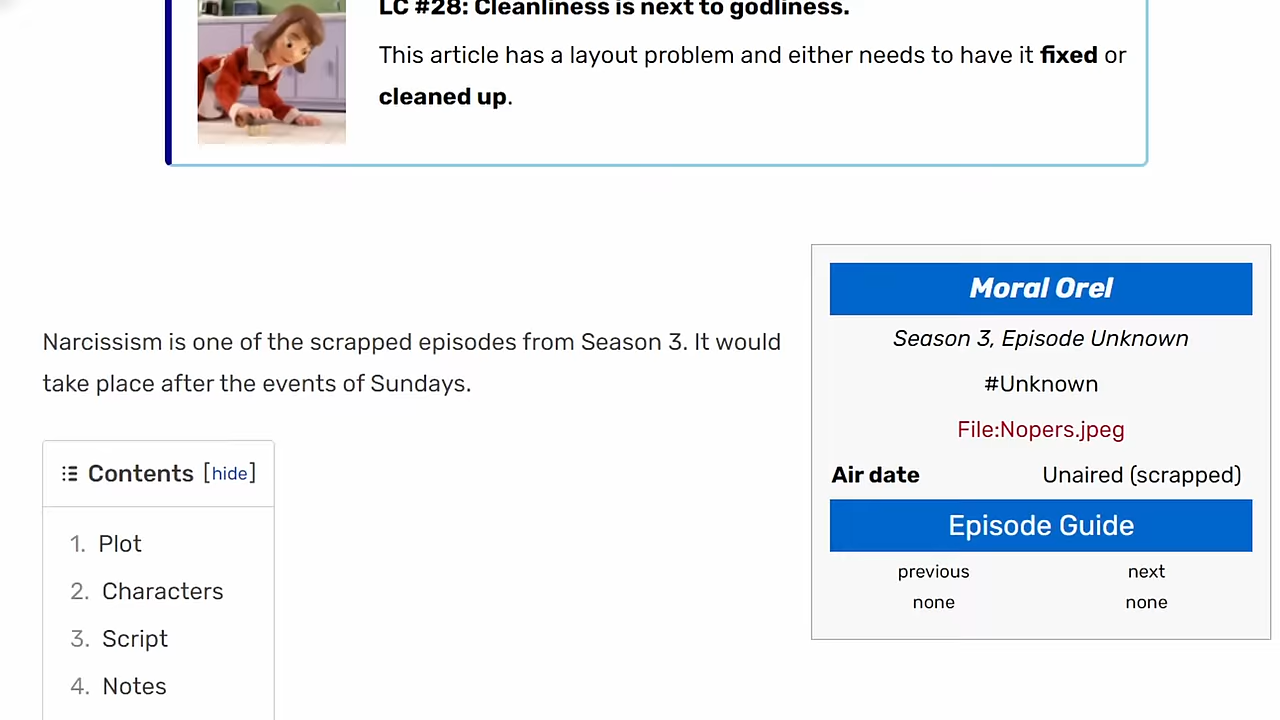 LC #28: Cleanliness is next to godliness.
This article has a layout problem and either needs to have it fixed or
cleaned up.
Moral Orel
Season 3, Episode Unknown
#Unknown
File:Nopers.jpeg
Air date Unaired (scrapped)
Episode Guide
previous next
none none
Narcissism is one of the scrapped episodes from Season 3. It would
take place after the events of Sundays.
Contents [hide]
1. Plot
2. Characters
3. Script
4. Notes